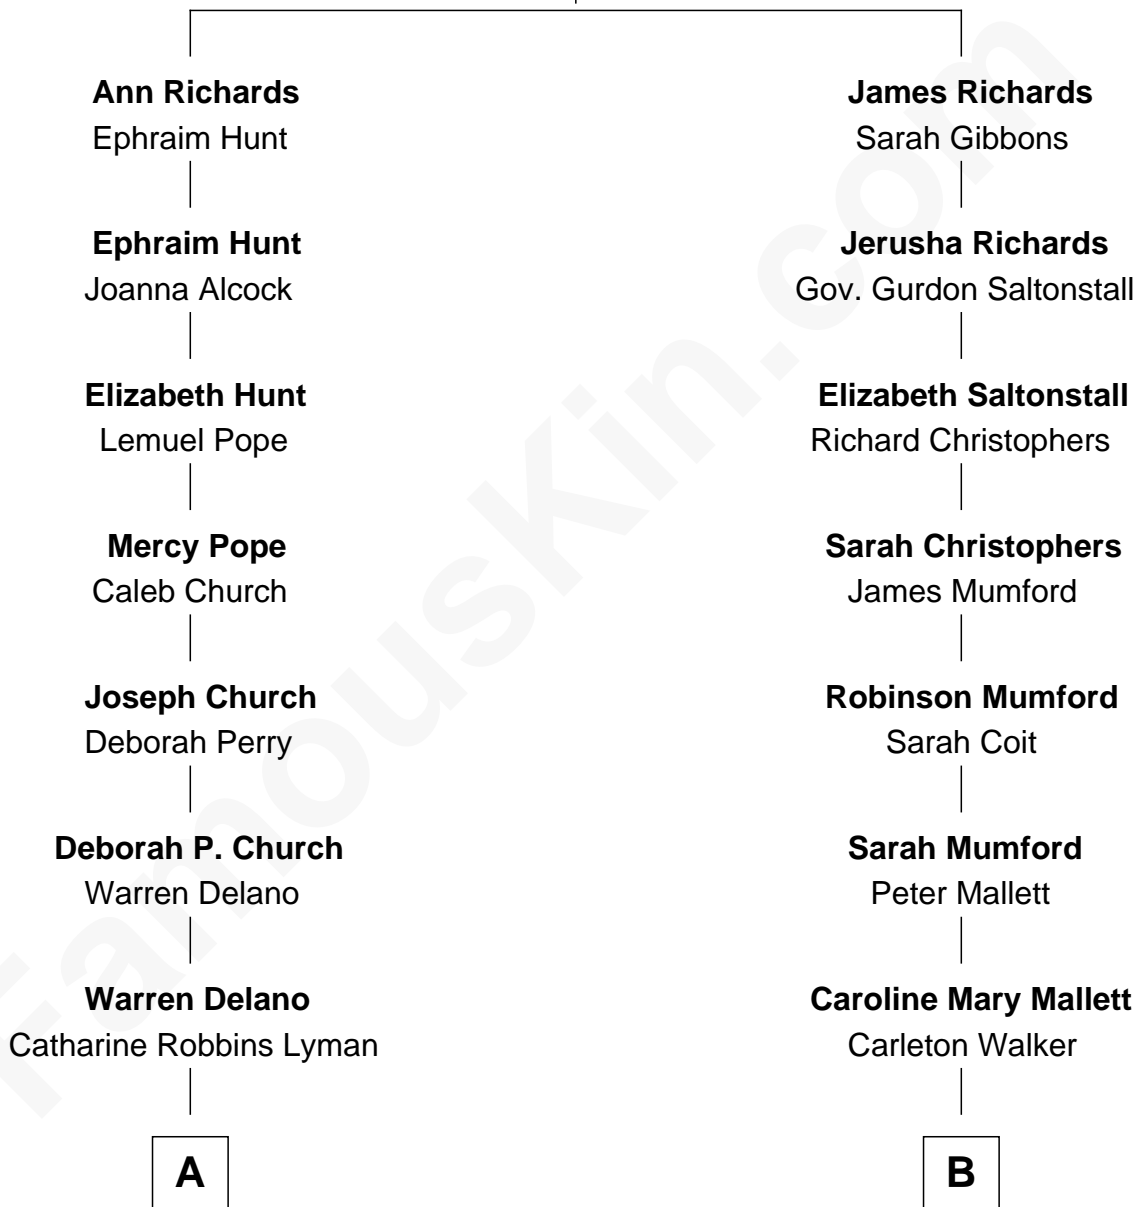 Ann Richards
Ephraim Hunt
Ephraim Hunt
Joanna Alcock
Elizabeth Hunt
Lemuel Pope
Mercy Pope
Caleb Church
Joseph Church
Deborah Perry
Deborah P. Church
Warren Delano
Warren Delano
Catharine Robbins Lyman
A
James Richards
Sarah Gibbons
Jerusha Richards
Gov. Gurdon Saltonstall
Elizabeth Saltonstall
Richard Christophers
Sarah Christophers
James Mumford
Robinson Mumford
Sarah Coit
Sarah Mumford
Peter Mallett
Caroline Mary Mallett
Carleton Walker
B
FamousKin.com